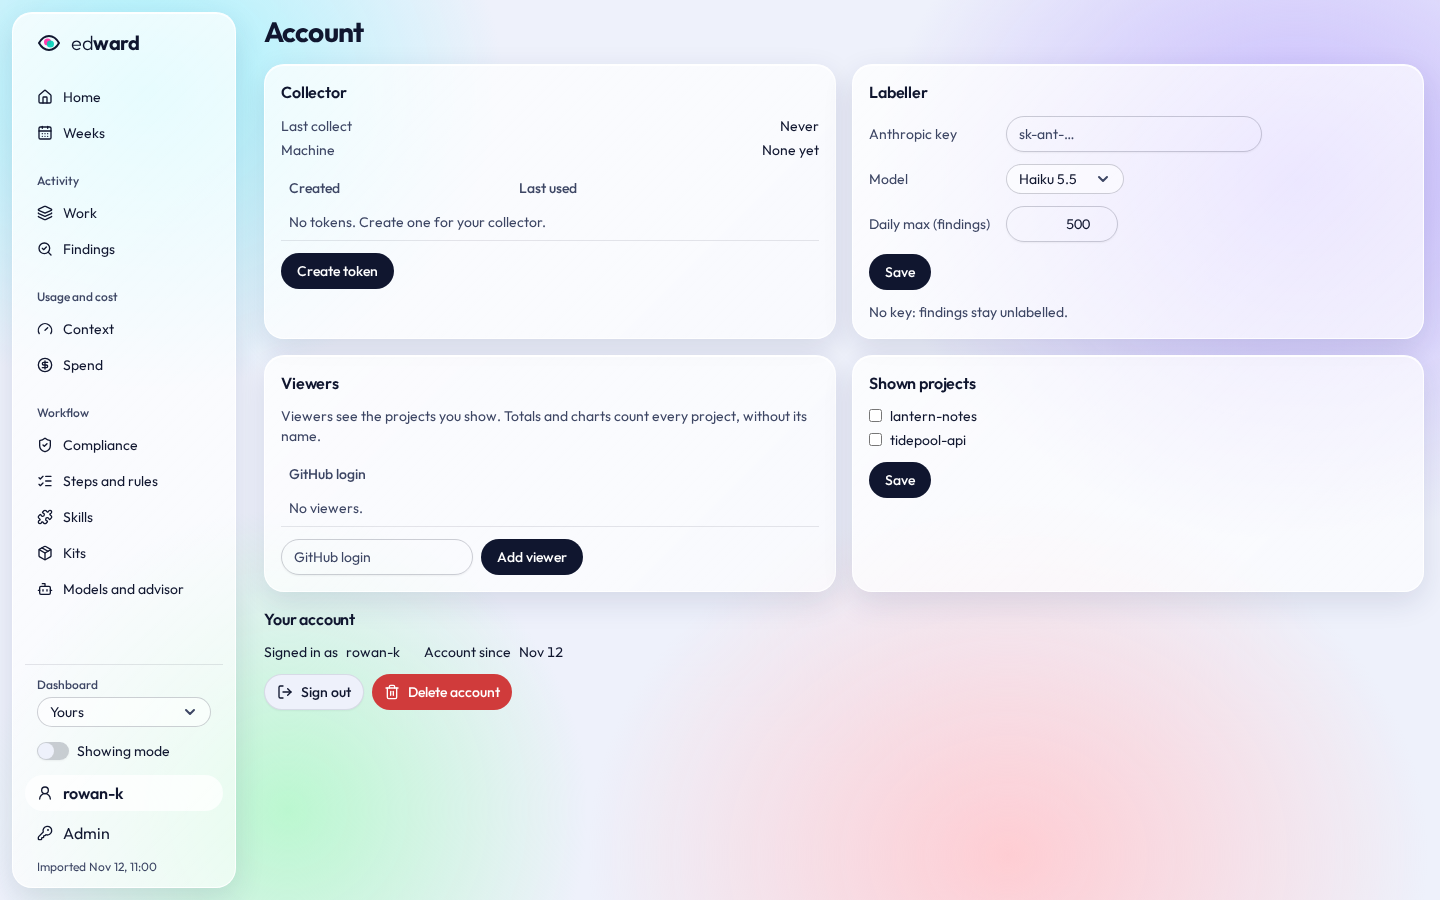 edward
Home
Weeks
Activity
Work
Findings
Usage and cost
Context
Spend
Workflow
Compliance
Steps and rules
Skills
Kits
Models and advisor
Dashboard
Yours
Showing mode
rowan-k
Admin
Imported Nov 12, 11:00
Account
Collector
Last collect Never
Machine None yet
Created Last used
No tokens. Create one for your collector.
Create token
Labeller
Anthropic key sk-ant-...
Model Haiku 5.5
Daily max (findings) 500
Save
No key: findings stay unlabelled.
Viewers
Viewers see the projects you show. Totals and charts count every project, without its
name.
GitHub login
No viewers.
GitHub login Add viewer
Shown projects
lantern-notes
tidepool-api
Save
Your account
Signed in as rowan-k Account since Nov 12
Sign out Delete account